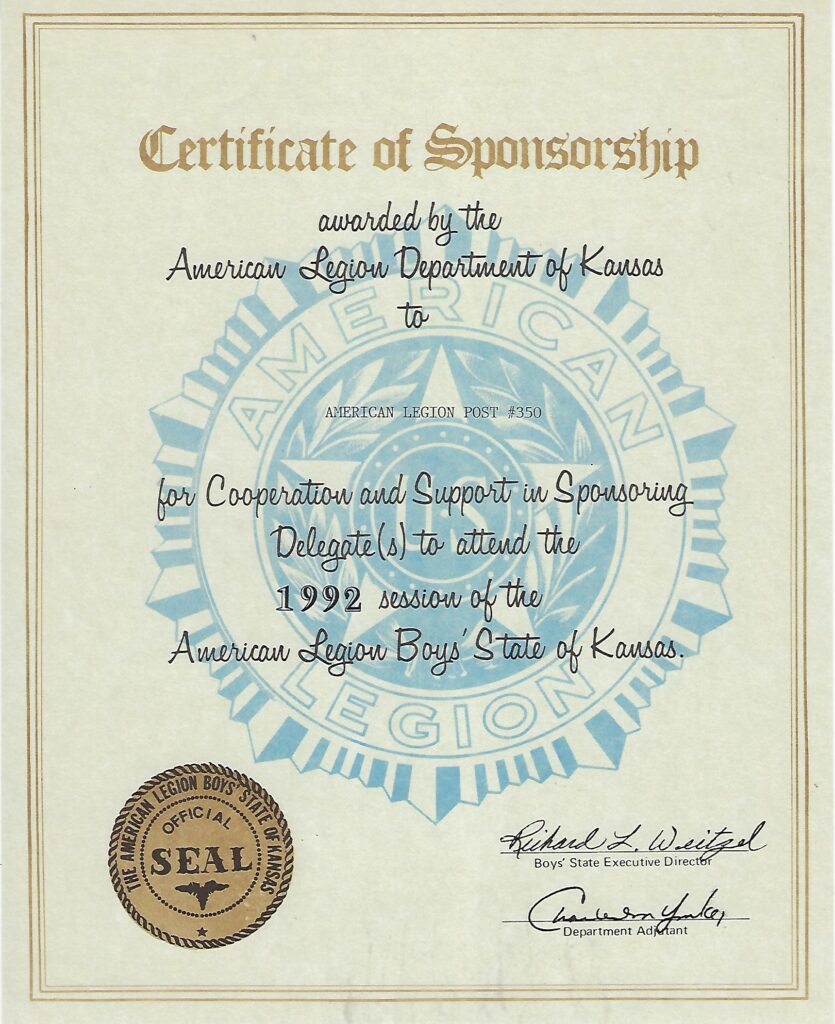 Certificate of Sponsorship
awarded by the
American Legion Department of Kansas
to
AMERICAN LEGION POST #350
for Cooperation and Support in Sponsoring
Delegate(s) to attend the
1992 session of the
American Legion Boys' State of Kansas.
AMERICAN
LEGION
THE AMERICAN LEGION BOYS' STATE OF KANSAS
OFFICIAL
SEAL
Richard L. Weitzel
Boys' State Executive Director
Department Adjutant